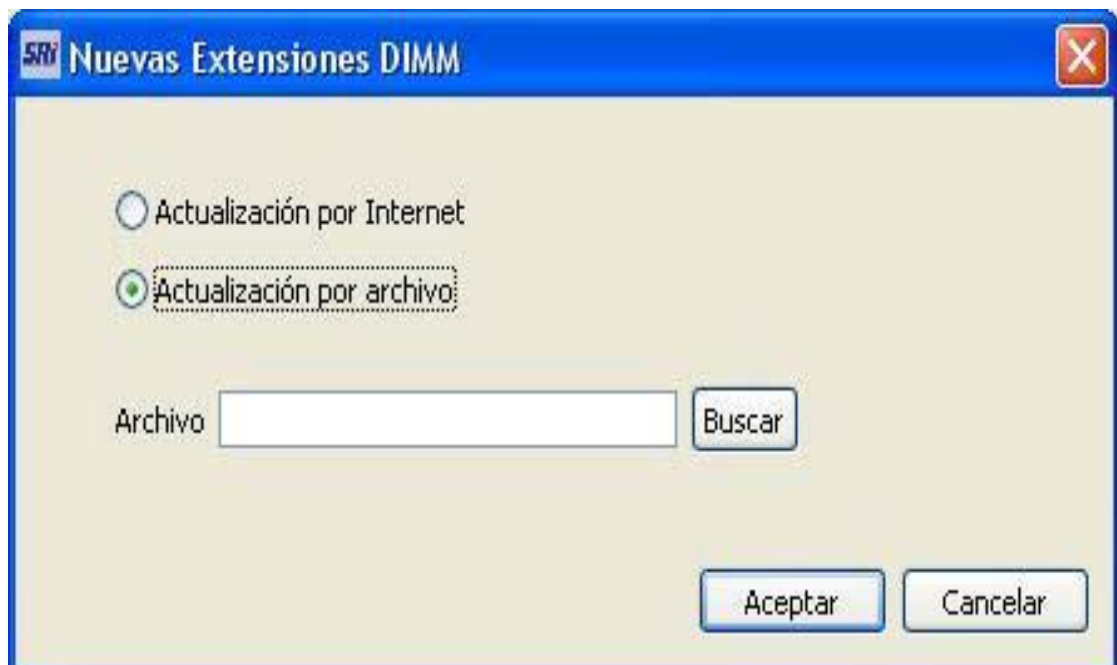 SRi Nuevas Extensiones DIMM
Actualización por Internet
Actualización por archivo
Archivo Buscar
Aceptar Cancelar